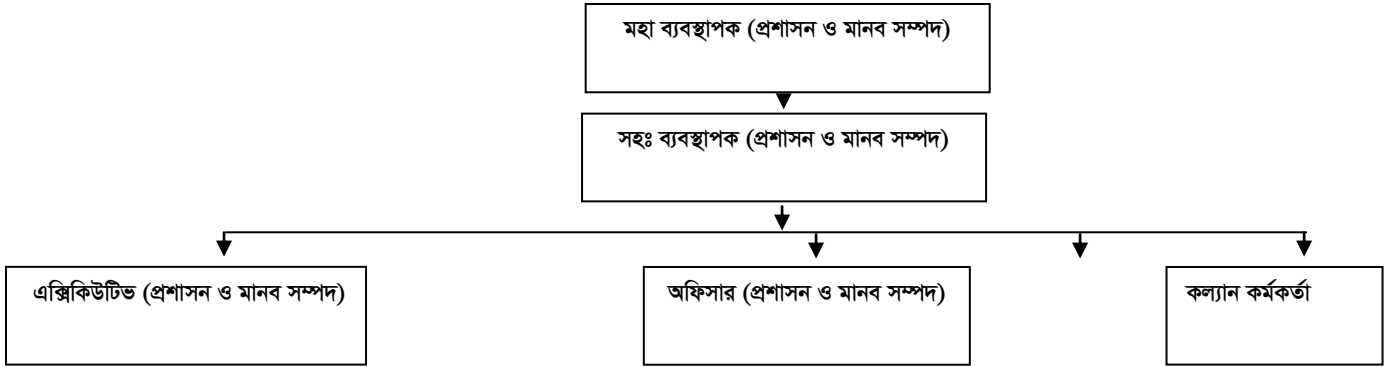 মহা ব্যবস্থাপক (প্রশাসন ও মানব সম্পদ)
সহঃ ব্যবস্থাপক (প্রশাসন ও মানব সম্পদ)
এক্সিকিউটিভ (প্রশাসন ও মানব সম্পদ)
অফিসার (প্রশাসন ও মানব সম্পদ)
কল্যান কর্মকর্তা